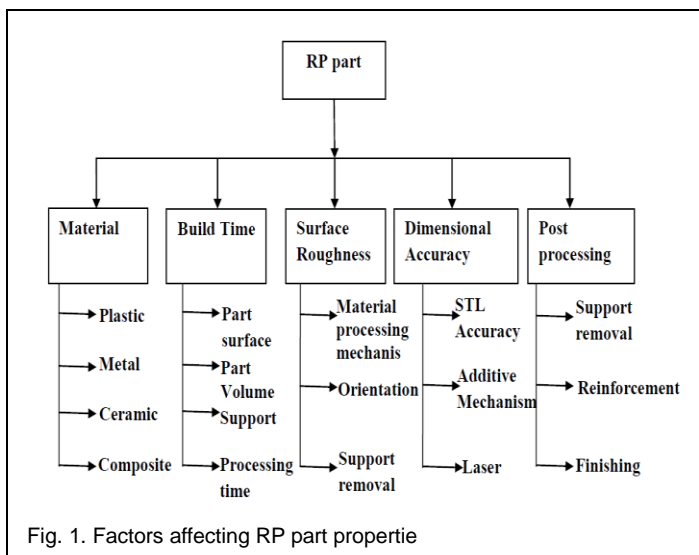 RP part
Material
Plastic
Metal
Ceramic
Composite
Build Time
Part
surface
Part
Volume
Support
Processing
time
Surface
Roughness
Material
processing
mechanis
Orientation
Support
removal
Dimensional
Accuracy
STL
Accuracy
Additive
Mechanism
Laser
Post
processing
Support
removal
Reinforcement
Finishing
Fig. 1. Factors affecting RP part propertie